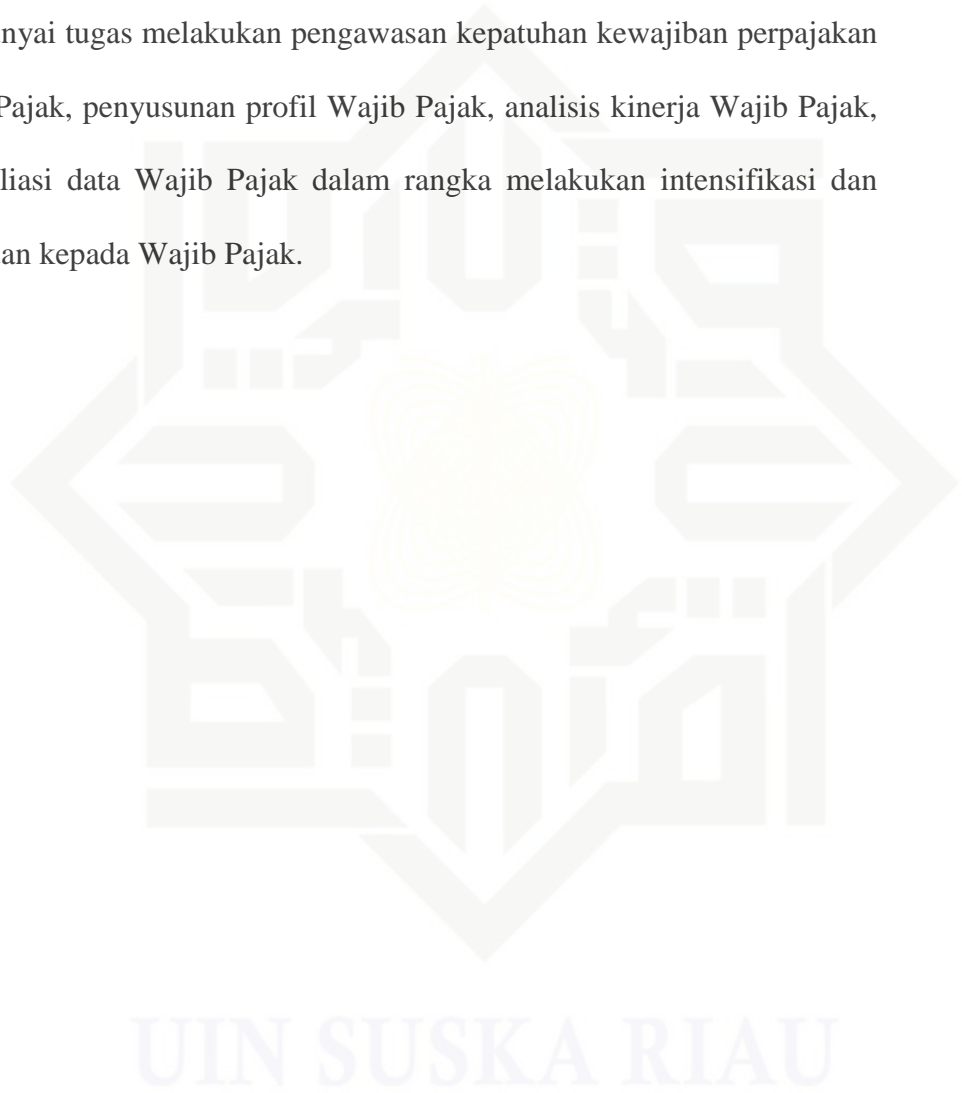 nyai tugas melakukan pengawasan kepatuhan kewajiban perpajakan
Pajak, penyusunan profil Wajib Pajak, analisis kinerja Wajib Pajak,
liasi data Wajib Pajak dalam rangka melakukan intensifikasi dan
an kepada Wajib Pajak.
UIN SUSKA RIAU